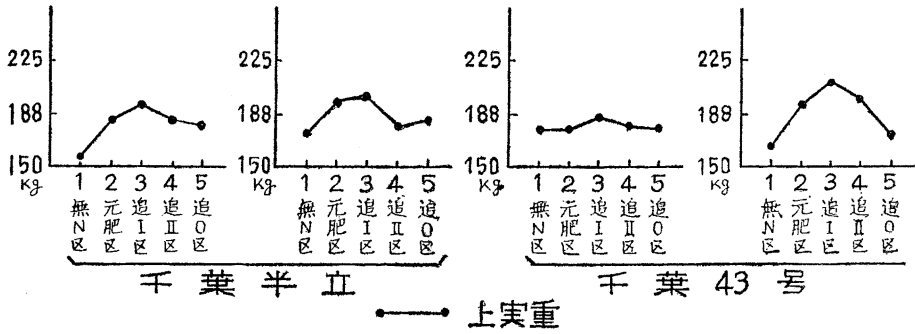 225 225 225 225
188 188 188 188
150 150 150 150
Kg Kg Kg Kg
1 2 3 4 5 1 2 3 4 5 1 2 3 4 5 1 2 3 4 5
無N区 元肥区 追I区 追II区 追O区 無N区 元肥区 追I区 追II区 追O区 無N区 元肥区 追I区 追II区 追O区 無N区 元肥区 追I区 追II区 追O区
千葉半立 千葉43号
上実重